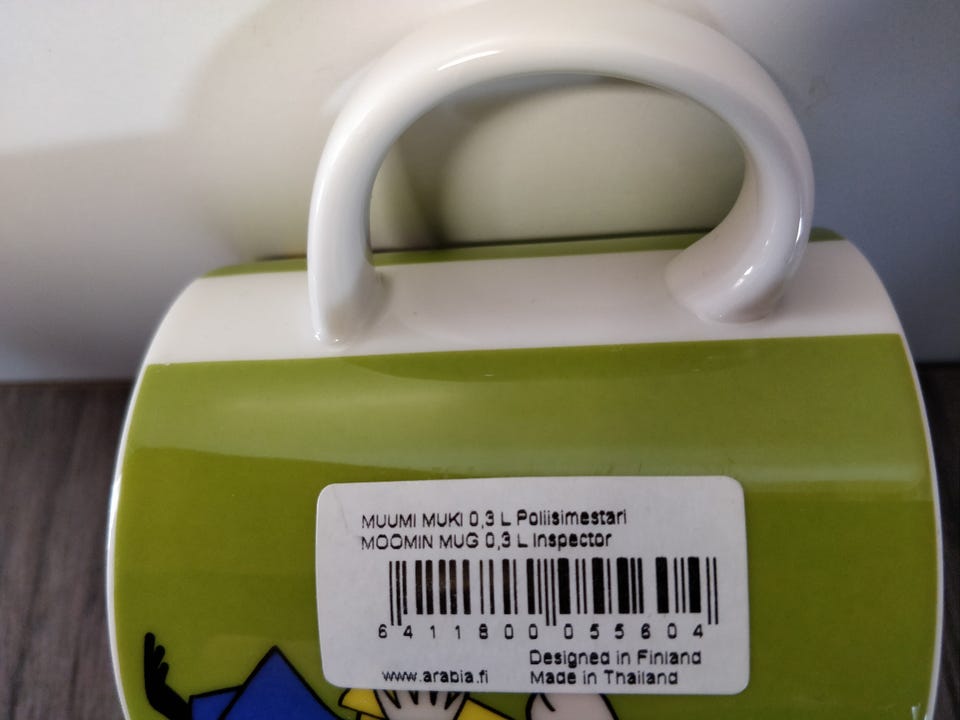 MUUMI MUKI 0,3 L Poliisimestari
MOOMIN MUG 0,3 L Inspector
6 411800 055604
Designed in Finland
www.arabia.fi Made in Thailand